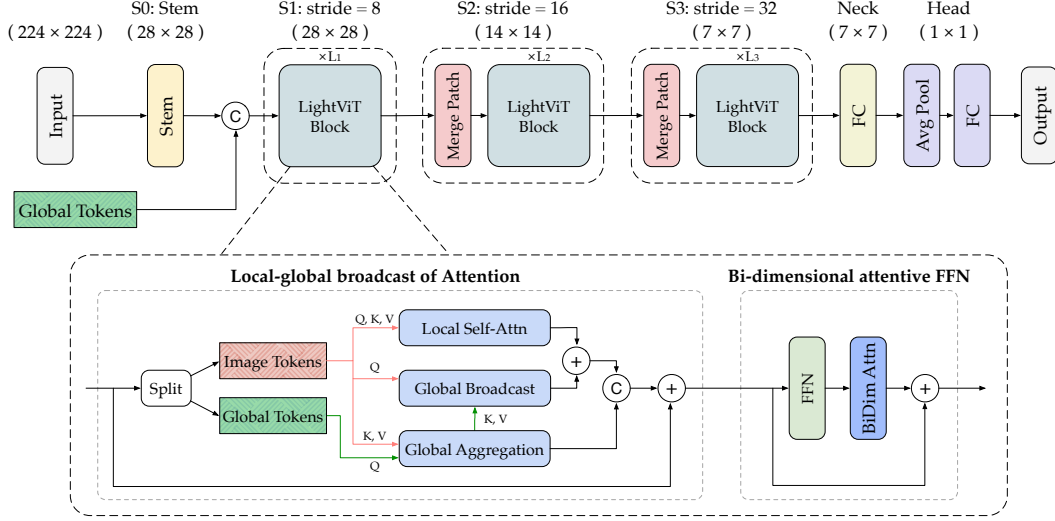 S0: Stem
S1: stride = 8
S2: stride = 16
S3: stride = 32
Neck
Head
( 224 × 224 )
( 28 × 28 )
( 28 × 28 )
( 14 × 14 )
( 7 × 7 )
( 7 × 7 )
( 1 × 1 )
×L1
×L2
×L3
Input
Stem
C
LightViT
Block
Merge Patch
LightViT
Block
Merge Patch
LightViT
Block
FC
Avg Pool
FC
Output
Global Tokens
Local-global broadcast of Attention
Bi-dimensional attentive FFN
Q, K, V
Local Self-Attn
Split
Image Tokens
Q
Global Broadcast
+
C
+
Global Tokens
K, V
K, V
Q
Global Aggregation
FFN
BiDim Attn
+